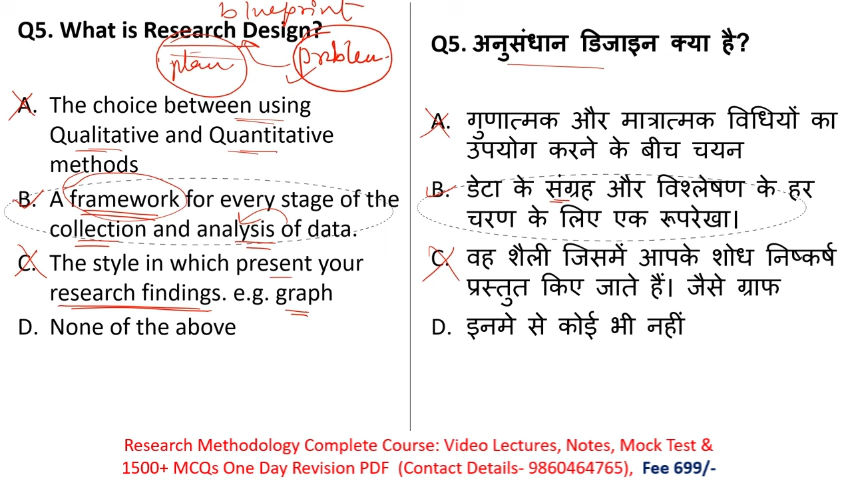 blueprint
Q5. What is Research Design?
plan
problem
A. The choice between using
Qualitative and Quantitative
methods
B. A framework for every stage of the
collection and analysis of data.
C. The style in which present your
research findings. e.g. graph
D. None of the above
Q5. अनुसंधान डिजाइन क्या है?
A. गुणात्मक और मात्रात्मक विधियों का
उपयोग करने के बीच चयन
B. डेटा के संग्रह और विश्लेषण के हर
चरण के लिए एक रूपरेखा।
C. वह शैली जिसमें आपके शोध निष्कर्ष
प्रस्तुत किए जाते हैं। जैसे ग्राफ
D. इनमे से कोई भी नहीं
Research Methodology Complete Course: Video Lectures, Notes, Mock Test &
1500+ MCQs One Day Revision PDF (Contact Details- 9860464765), Fee 699/-